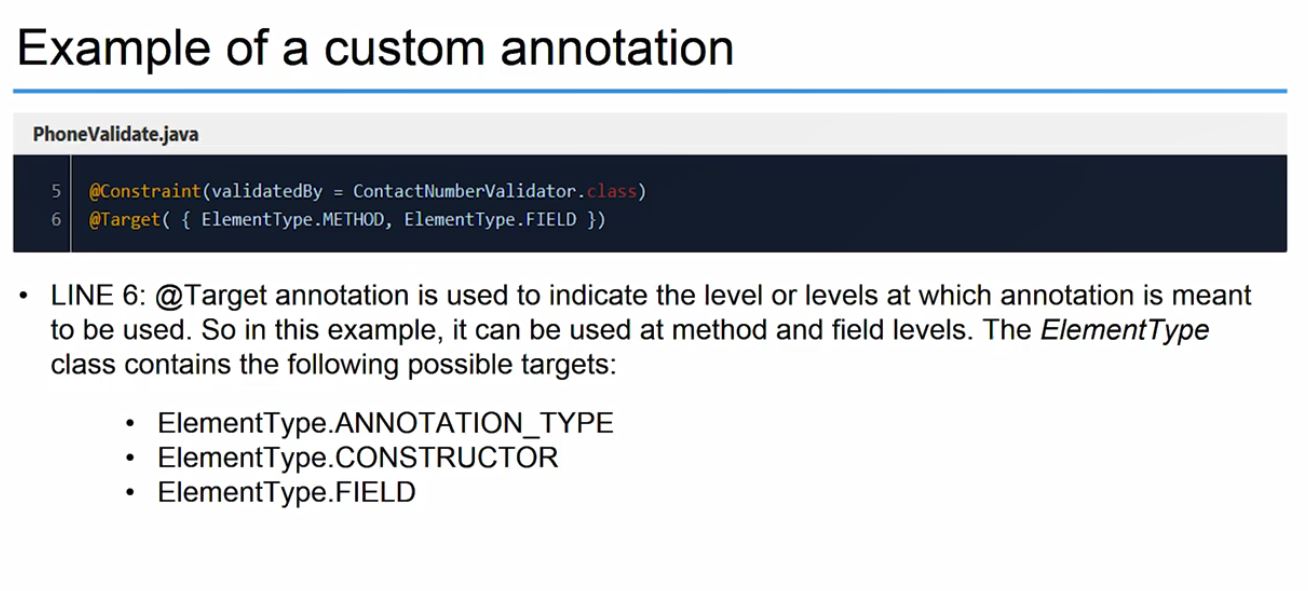 Example of a custom annotation
PhoneValidate.java
5 @Constraint(validatedBy = ContactNumberValidator.class)
6 @Target( { ElementType.METHOD, ElementType.FIELD })
• LINE 6: @Target annotation is used to indicate the level or levels at which annotation is meant
to be used. So in this example, it can be used at method and field levels. The ElementType
class contains the following possible targets:
• ElementType.ANNOTATION_TYPE
• ElementType.CONSTRUCTOR
• ElementType.FIELD